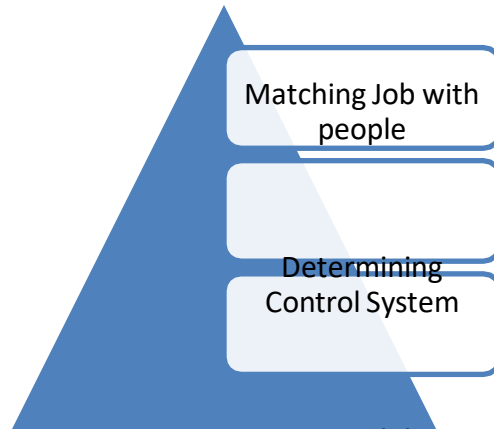 Matching Job with
people
Determining
Control System